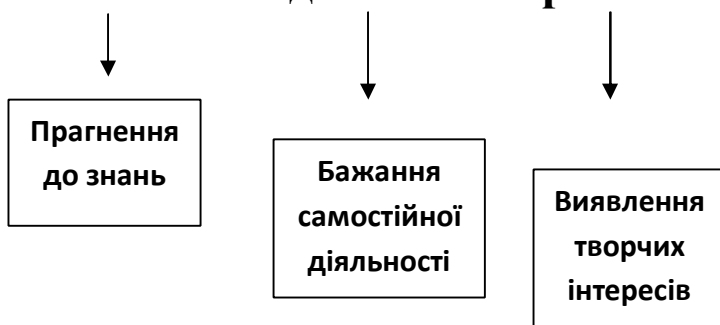 Прагнення
до знань
Бажання
самостійної
діяльності
Виявлення
творчих
інтересів